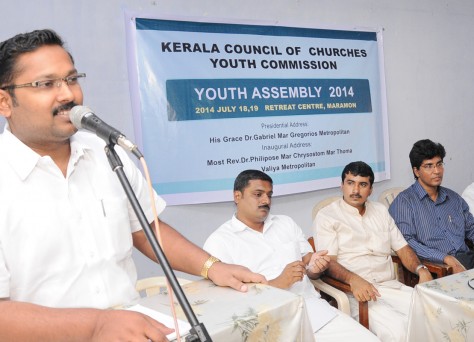 KERALA COUNCIL OF CHURCHES
YOUTH COMMISSION
YOUTH ASSEMBLY 2014
2014 JULY 18,19 RETREAT CENTRE, MARAMON
Presidential Address:
His Grace Dr.Gabriel Mar Gregorios Metropolitan
Inaugural Address:
Most Rev.Dr.Philipose Mar Chrysostom Mar Thoma
Valiya Metropolitan